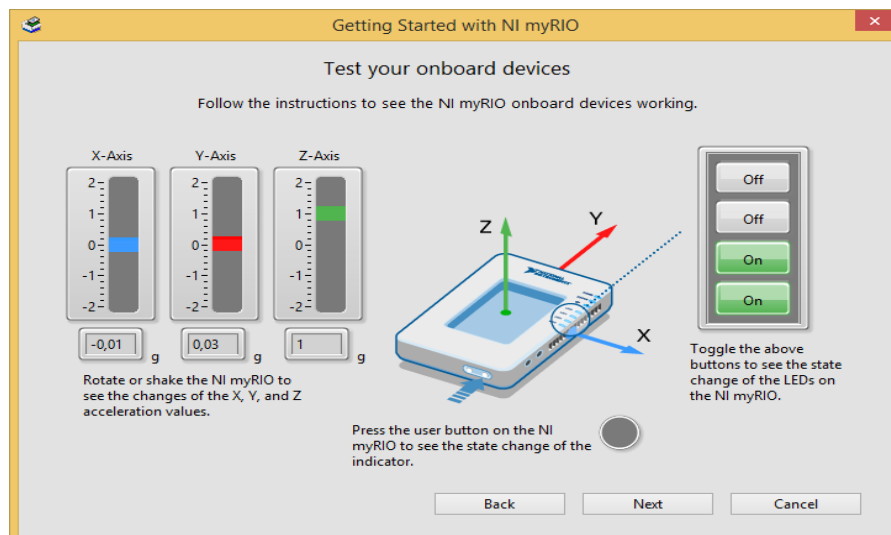 Getting Started with NI myRIO
Test your onboard devices
Follow the instructions to see the NI myRIO onboard devices working.
X-Axis
2
1
0
-1
-2
-0,01 g
Y-Axis
2
1
0
-1
-2
0,03 g
Z-Axis
2
1
0
-1
-2
1 g
Rotate or shake the NI myRIO to
see the changes of the X, Y, and Z
acceleration values.
Z
Y
X
Press the user button on the NI
myRIO to see the state change of the
indicator.
Off
Off
On
On
Toggle the above
buttons to see the state
change of the LEDs on
the NI myRIO.
Back
Next
Cancel